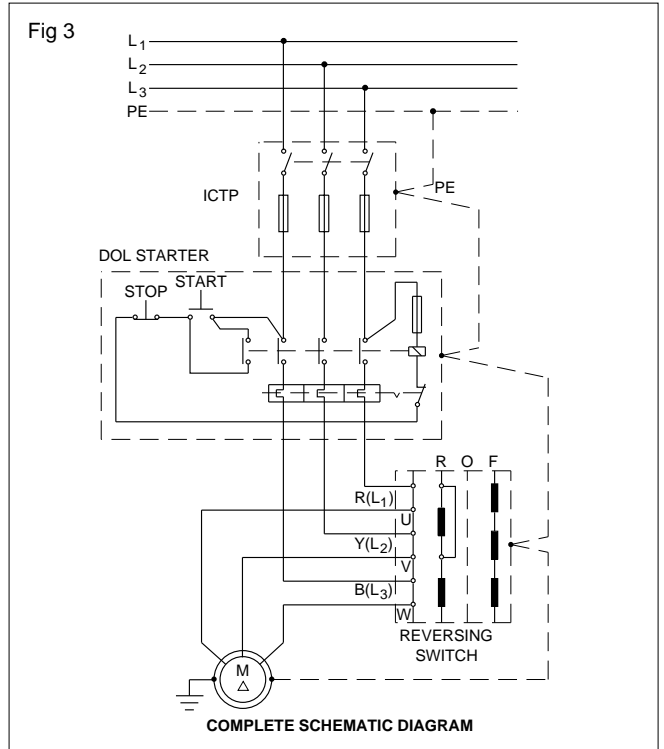 Fig 3
L1
L2
L3
PE
PE
ICTP
DOL STARTER
START
STOP
R O F
R(L1)
U
Y(L2)
V
B(L3)
W
REVERSING
SWITCH
M
△
COMPLETE SCHEMATIC DIAGRAM